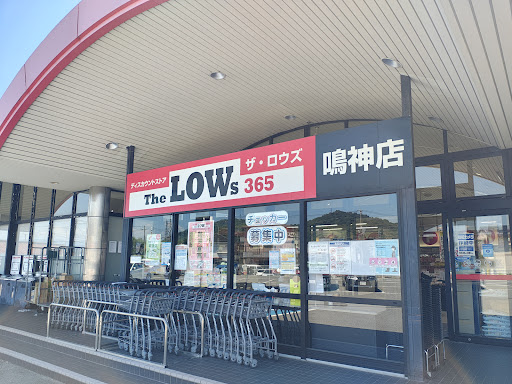 ディスカウントストア
ザ・ロウズ
The LOWs 365
鳴神店
チェッカー
募集中